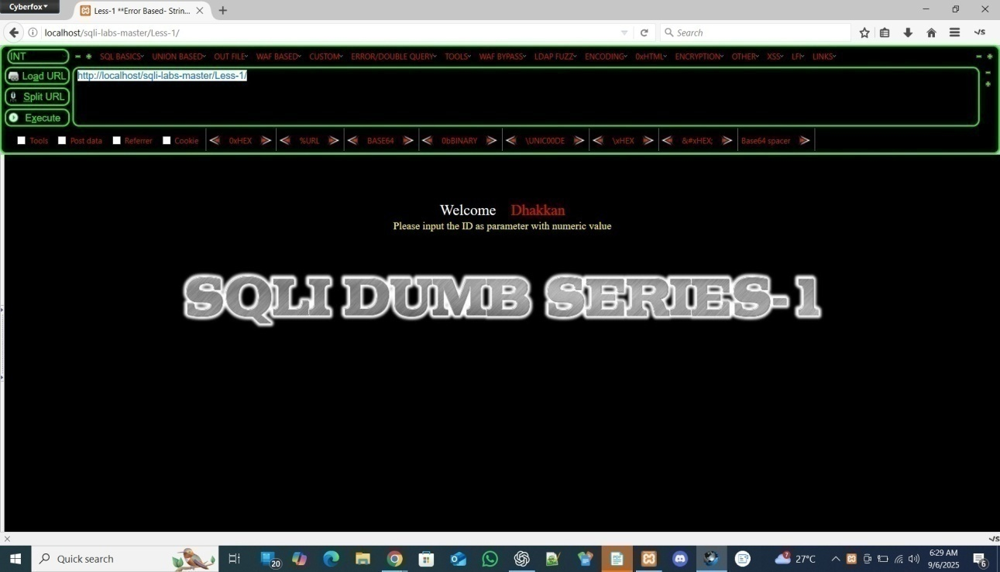 Cyberfox
Less-1 **Error Based- Strin...
localhost/sqli-labs-master/Less-1/
Search
INT
SQL BASICS UNION BASED OUT FILE WAF BASED CUSTOM ERROR/DOUBLE QUERY TOOLS WAF BYPASS LDAP FUZZ ENCODING 0xHTML ENCRYPTION OTHER XSS LFI LINKS
Load URL
http://localhost/sqli-labs-master/Less-1/
Split URL
Execute
Tools Post data Referrer Cookie 0xHEX %URL BASE64 0bBINARY \UNIC00DE \xHEX &#xHEX; Base64 spacer
Welcome Dhakkan
Please input the ID as parameter with numeric value
SQLI DUMB SERIES-1
Quick search
20
7
27°C
6:29 AM
9/6/2025
6